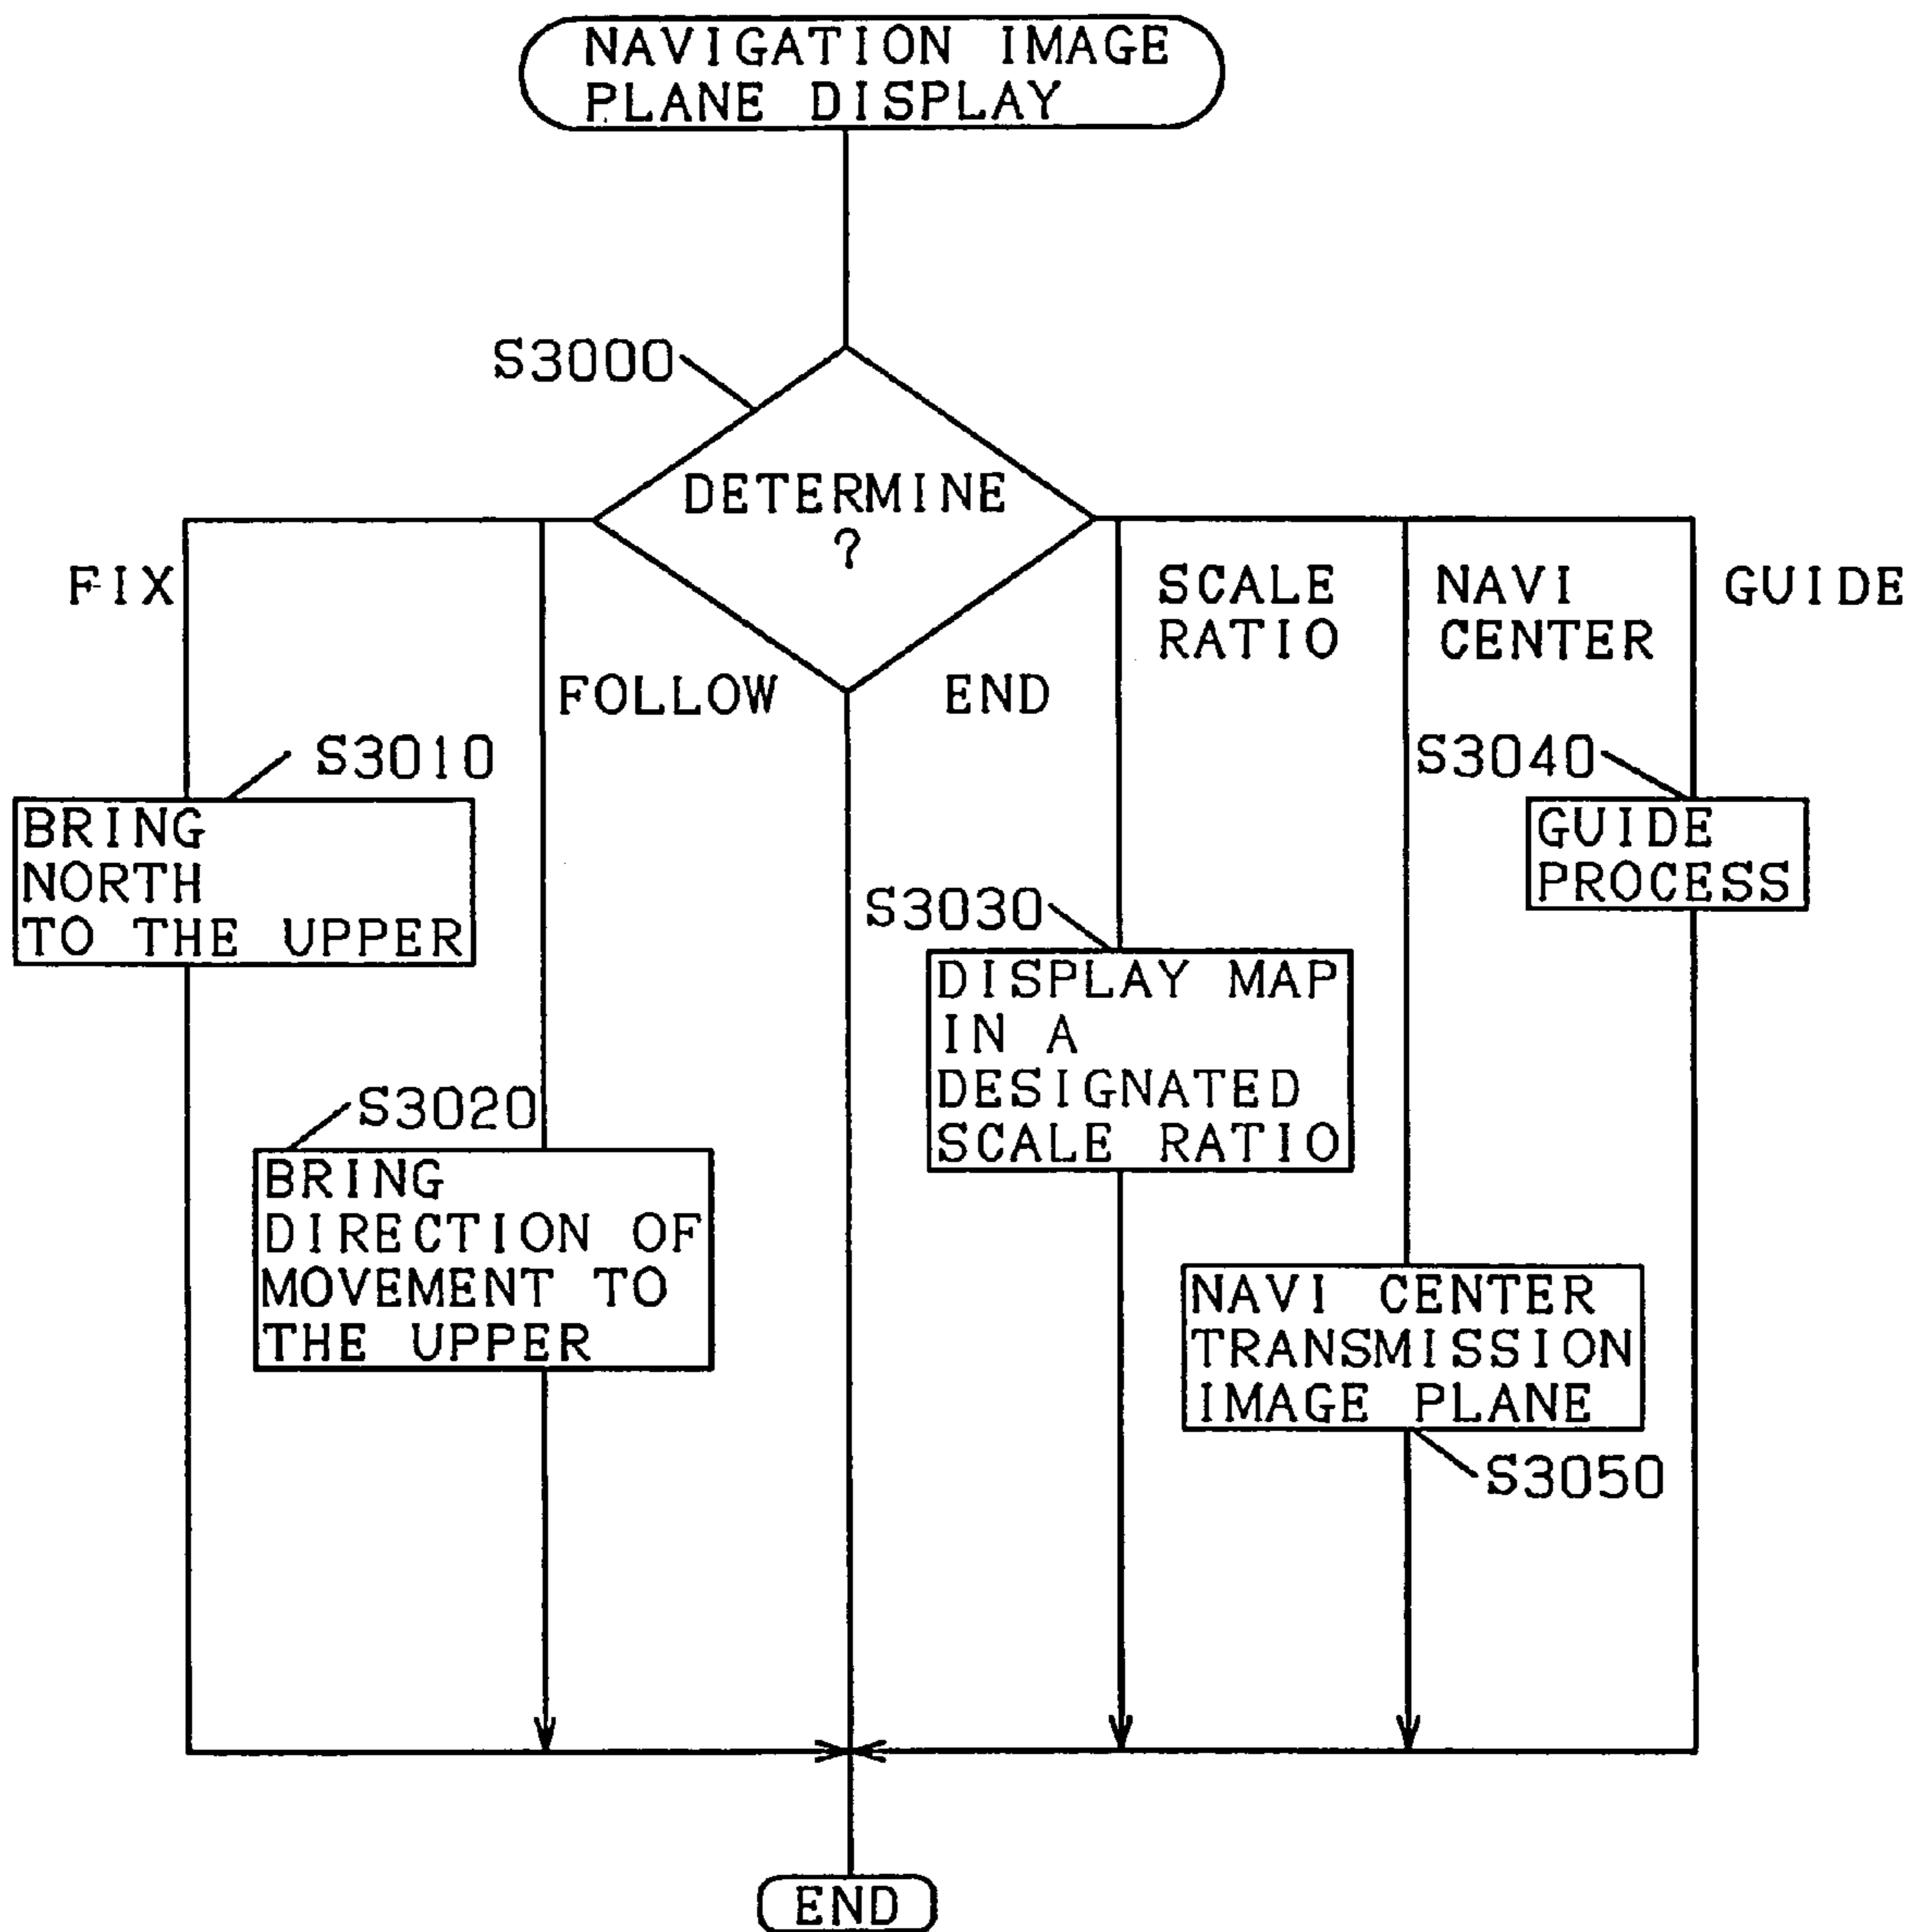 NAVIGATION IMAGE
PLANE DISPLAY
S3000
DETERMINE
?
FIX
FOLLOW
END
SCALE
RATIO
NAVI
CENTER
GUIDE
S3010
BRING
NORTH
TO THE UPPER
S3040
GUIDE
PROCESS
S3030
DISPLAY MAP
IN A
DESIGNATED
SCALE RATIO
S3020
BRING
DIRECTION OF
MOVEMENT TO
THE UPPER
NAVI CENTER
TRANSMISSION
IMAGE PLANE
S3050
END